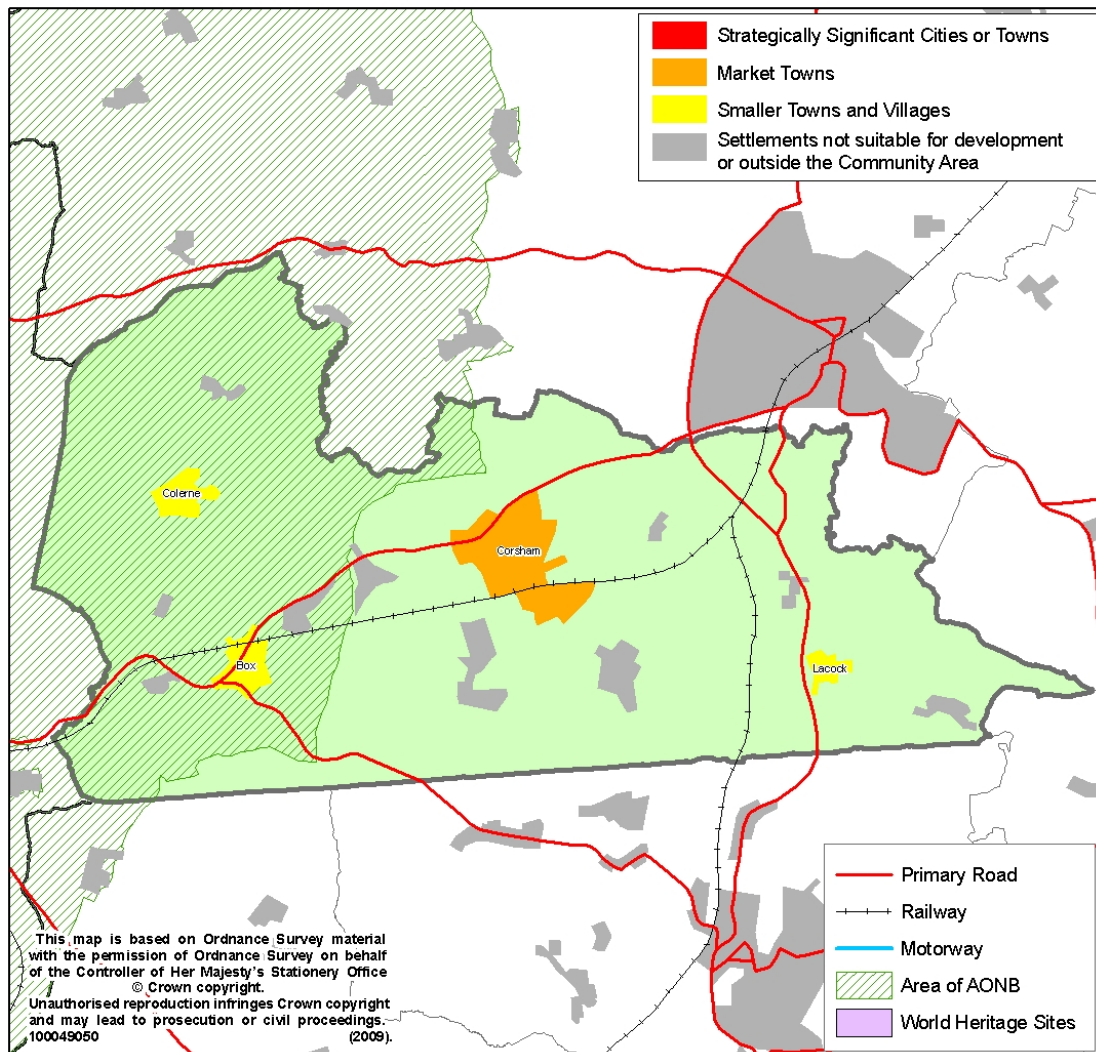 Strategically Significant Cities or Towns
Market Towns
Smaller Towns and Villages
Settlements not suitable for development
or outside the Community Area
Colerne
Corsham
Box
Lacock
Primary Road
Railway
Motorway
Area of AONB
World Heritage Sites
This map is based on Ordnance Survey material
with the permission of Ordnance Survey on behalf
of the Controller of Her Majesty's Stationery Office
© Crown copyright.
Unauthorised reproduction infringes Crown copyright
and may lead to prosecution or civil proceedings.
100049050 (2009).